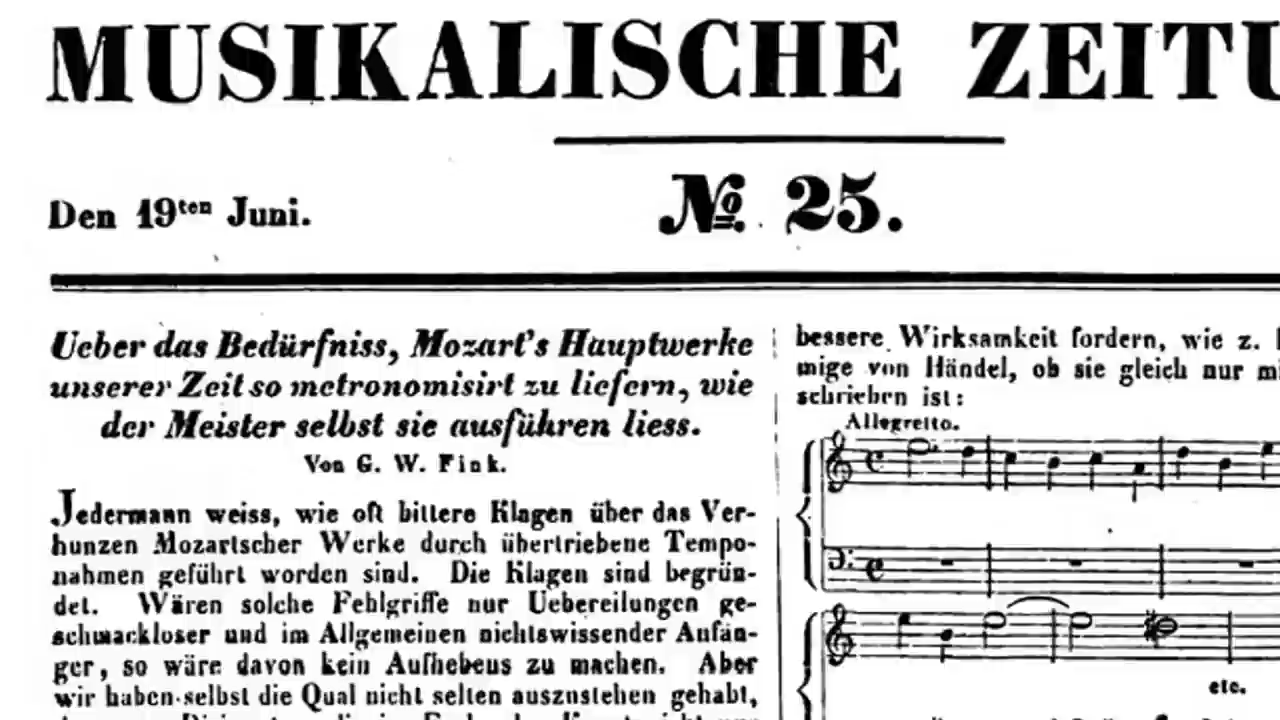 MUSIKALISCHE ZEITU
Den 19ten Juni.
№ 25.
Ueber das Bedürfniss, Mozart's Hauptwerke
unserer Zeit so metronomisirt zu liefern, wie
der Meister selbst sie ausführen liess.
Von G. W. Fink.
Jedermann weiss, wie oft bittere Klagen über das Ver-
hunzen Mozartscher Werke durch übertriebene Tempo-
nahmen geführt worden sind. Die Klagen sind begrün-
det. Wären solche Fehlgriffe nur Uebereilungen ge-
schmackloser und im Allgemeinen nichtswissender Anfän-
ger, so wäre davon kein Aufhebens zu machen. Aber
wir haben selbst die Qual nicht selten auszustehen gehabt,
bessere Wirksamkeit fordern, wie z.
mige von Händel, ob sie gleich nur mi
schrieben ist:
Allegretto.
etc.